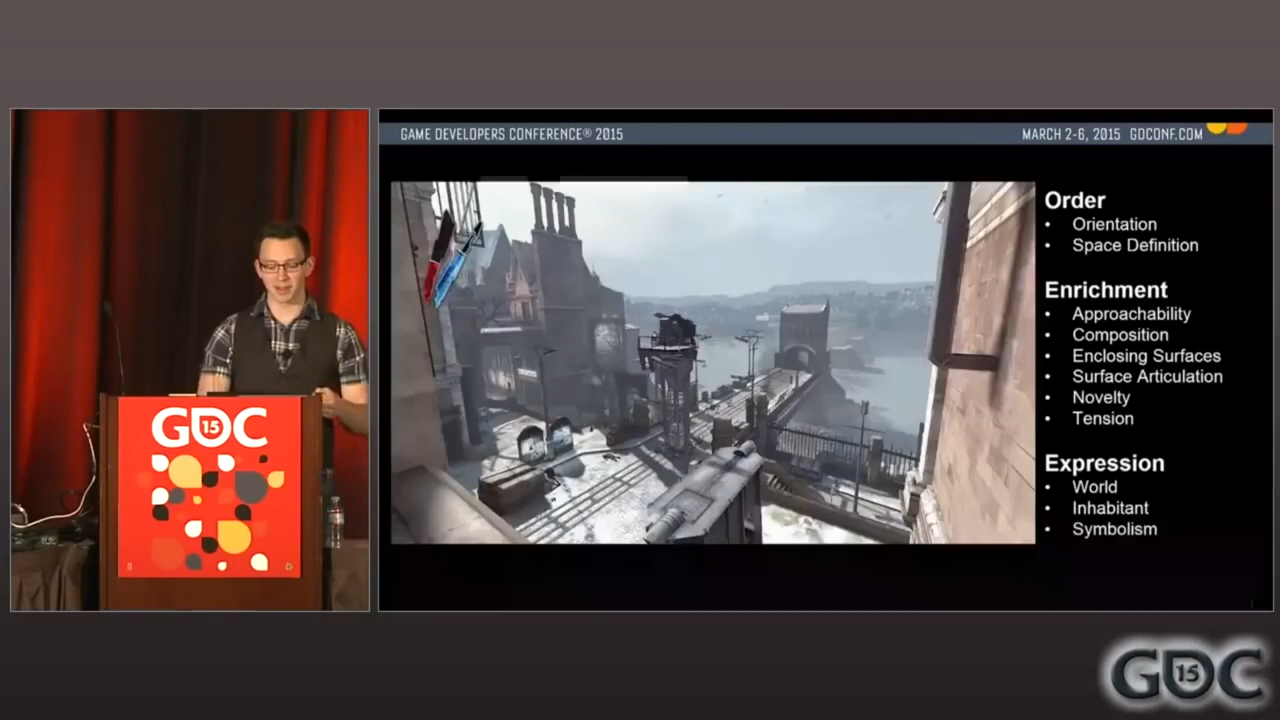 GAME DEVELOPERS CONFERENCE® 2015
MARCH 2-6, 2015 GDCONF.COM
Order
• Orientation
• Space Definition
Enrichment
• Approachability
• Composition
• Enclosing Surfaces
• Surface Articulation
• Novelty
• Tension
Expression
• World
• Inhabitant
• Symbolism
GDC 15
GDC 15